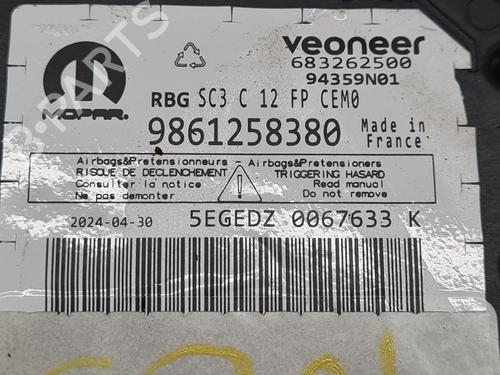 veoneer
683262500
94359N01
MOPAR.
RBG SC3 C 12 FP CEM0
9861258380
Made in
France
Airbags&Pretensionneurs
RISQUE DE DECLENCHEMENT
Consulter la notice
Ne pas demonter
Airbags&Pretensioners
TRIGGERING HASARD
Read manual
Do not remove
2024-04-30
5EGEDZ 0067633 K